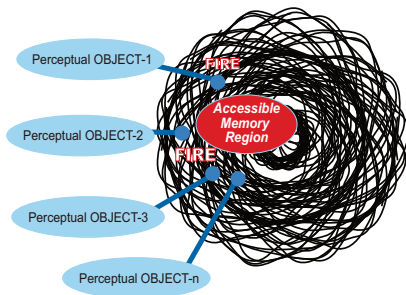 Perceptual OBJECT-1
FIRE
Accessible
Memory
Region
Perceptual OBJECT-2
FIRE
Perceptual OBJECT-3
Perceptual OBJECT-n